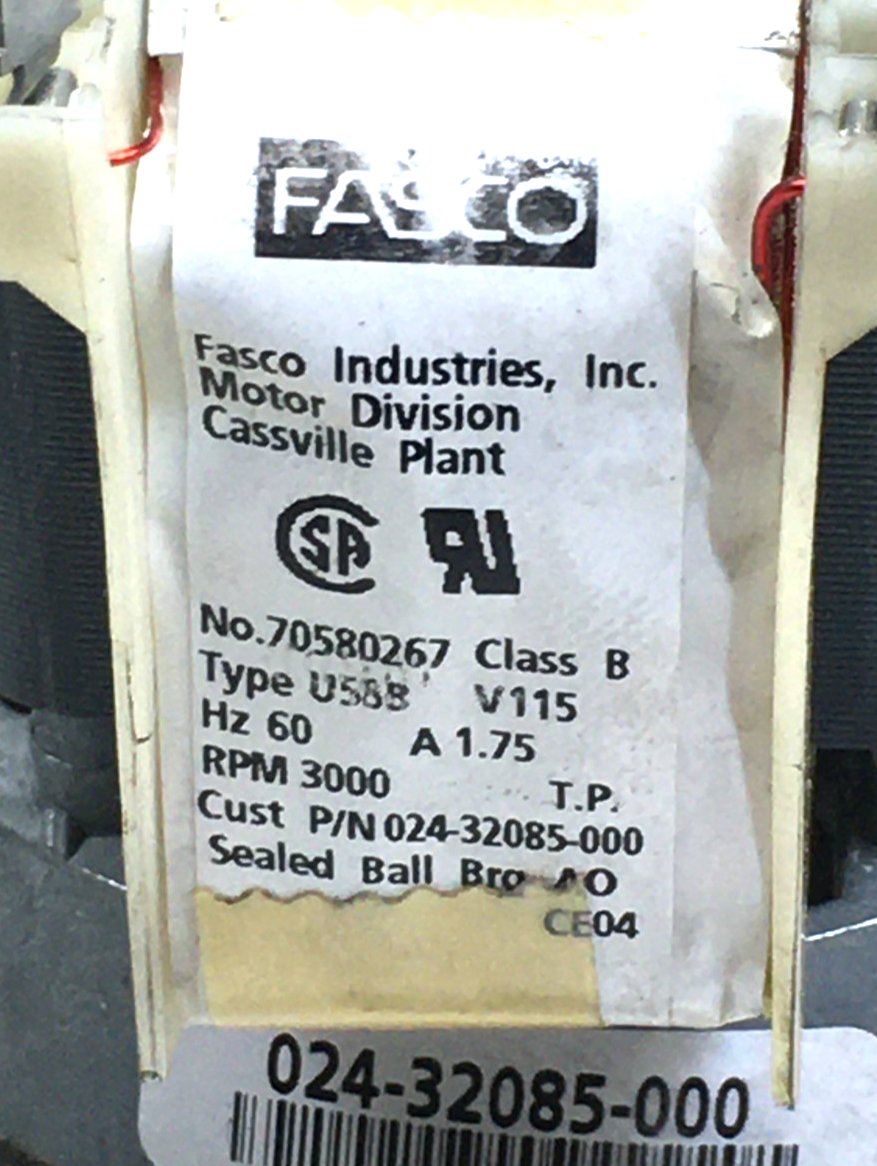 FASCO
Fasco Industries, Inc.
Motor Division
Cassville Plant
No.70580267 Class B
Type U58B V115
Hz 60 A 1.75
RPM 3000 T.P.
Cust P/N 024-32085-000
Sealed Ball Brg AO
CE04
024-32085-000